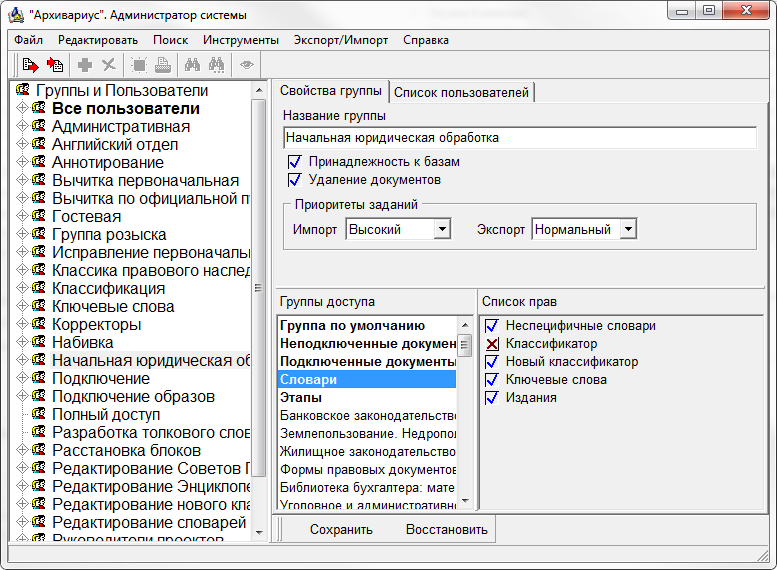 "Архивариус". Администратор системы
Файл Редактировать Поиск Инструменты Экспорт/Импорт Справка
Группы и Пользователи
Все пользователи
Административная
Английский отдел
Аннотирование
Вычитка первоначальная
Вычитка по официальной п
Гостевая
Группа розыска
Исправление первоначаль
Классика правового наслед
Классификация
Ключевые слова
Корректоры
Набивка
Начальная юридическая об
Подключение
Подключение образов
Полный доступ
Разработка толкового слов
Расстановка блоков
Редактирование Советов Г
Редактирование Энциклопе
Редактирование нового кла
Редактирование словарей
Руководители проектов
Свойства группы Список пользователей
Название группы
Начальная юридическая обработка
Принадлежность к базам
Удаление документов
Приоритеты заданий
Импорт Высокий Экспорт Нормальный
Группы доступа
Группа по умолчанию
Неподключенные докумен
Подключенные документы
Словари
Этапы
Банковское законодательство
Землепользование. Недропол
Жилищное законодательство
Формы правовых документов
Библиотека бухгалтера: мате
Уголовное и административно
Список прав
Неспецифичные словари
Классификатор
Новый классификатор
Ключевые слова
Издания
Сохранить Восстановить